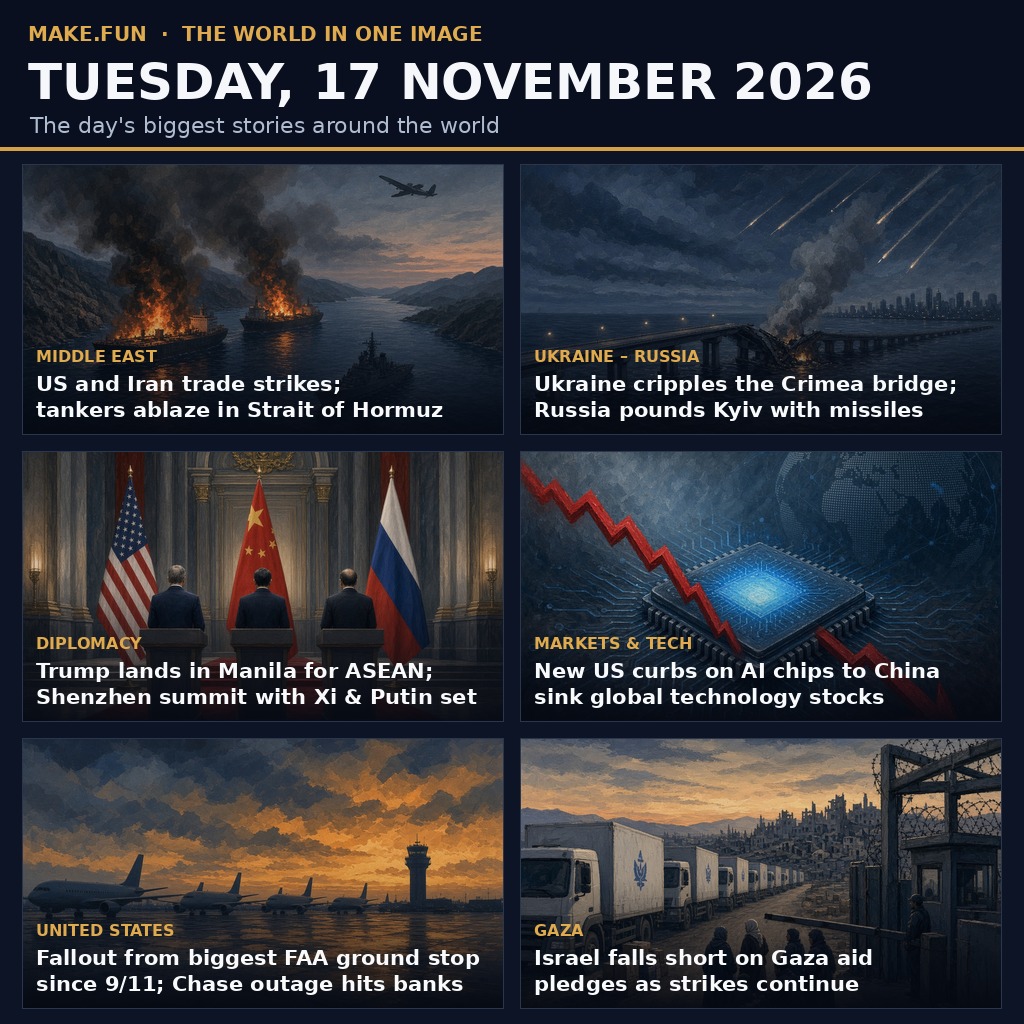 MAKE.FUN · THE WORLD IN ONE IMAGE
TUESDAY, 17 NOVEMBER 2026
The day's biggest stories around the world
MIDDLE EAST
US and Iran trade strikes;
tankers ablaze in Strait of Hormuz
UKRAINE – RUSSIA
Ukraine cripples the Crimea bridge;
Russia pounds Kyiv with missiles
DIPLOMACY
Trump lands in Manila for ASEAN;
Shenzhen summit with Xi & Putin set
MARKETS & TECH
New US curbs on AI chips to China
sink global technology stocks
UNITED STATES
Fallout from biggest FAA ground stop
since 9/11; Chase outage hits banks
GAZA
Israel falls short on Gaza aid
pledges as strikes continue